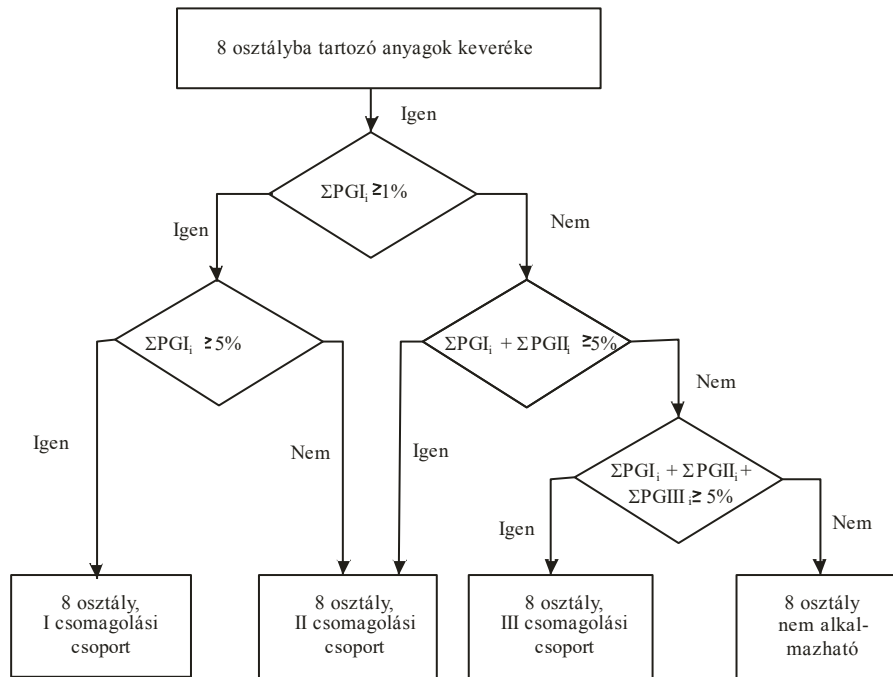 8 osztályba tartozó anyagok keveréke
Igen
ΣPGIᵢ ≥1%
Igen
Nem
ΣPGIᵢ ≥5%
ΣPGIᵢ + ΣPGIIᵢ ≥5%
Nem
Igen
Nem
Igen
ΣPGIᵢ + ΣPGIIᵢ +
ΣPGIIIᵢ ≥ 5%
Igen
Nem
8 osztály,
I csomagolási
csoport
8 osztály,
II csomagolási
csoport
8 osztály,
III csomagolási
csoport
8 osztály
nem alkal-
mazható